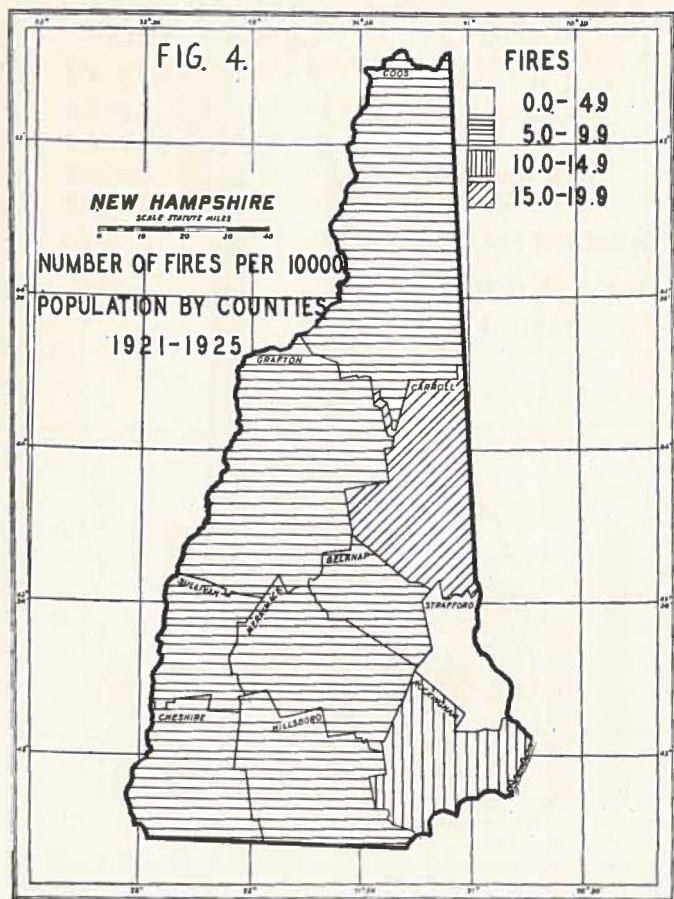 FIG. 4.
FIRES
0.0-4.9
5.0-9.9
10.0-14.9
15.0-19.9
NEW HAMPSHIRE
SCALE STATUTE MILES
0 10 20 30 40
NUMBER OF FIRES PER 10000
POPULATION BY COUNTIES
1921-1925
COOS
GRAFTON
CARROLL
BELKNAP
SULLIVAN
MERRIMACK
STRAFFORD
ROCKINGHAM
CHESHIRE
HILLSBORO